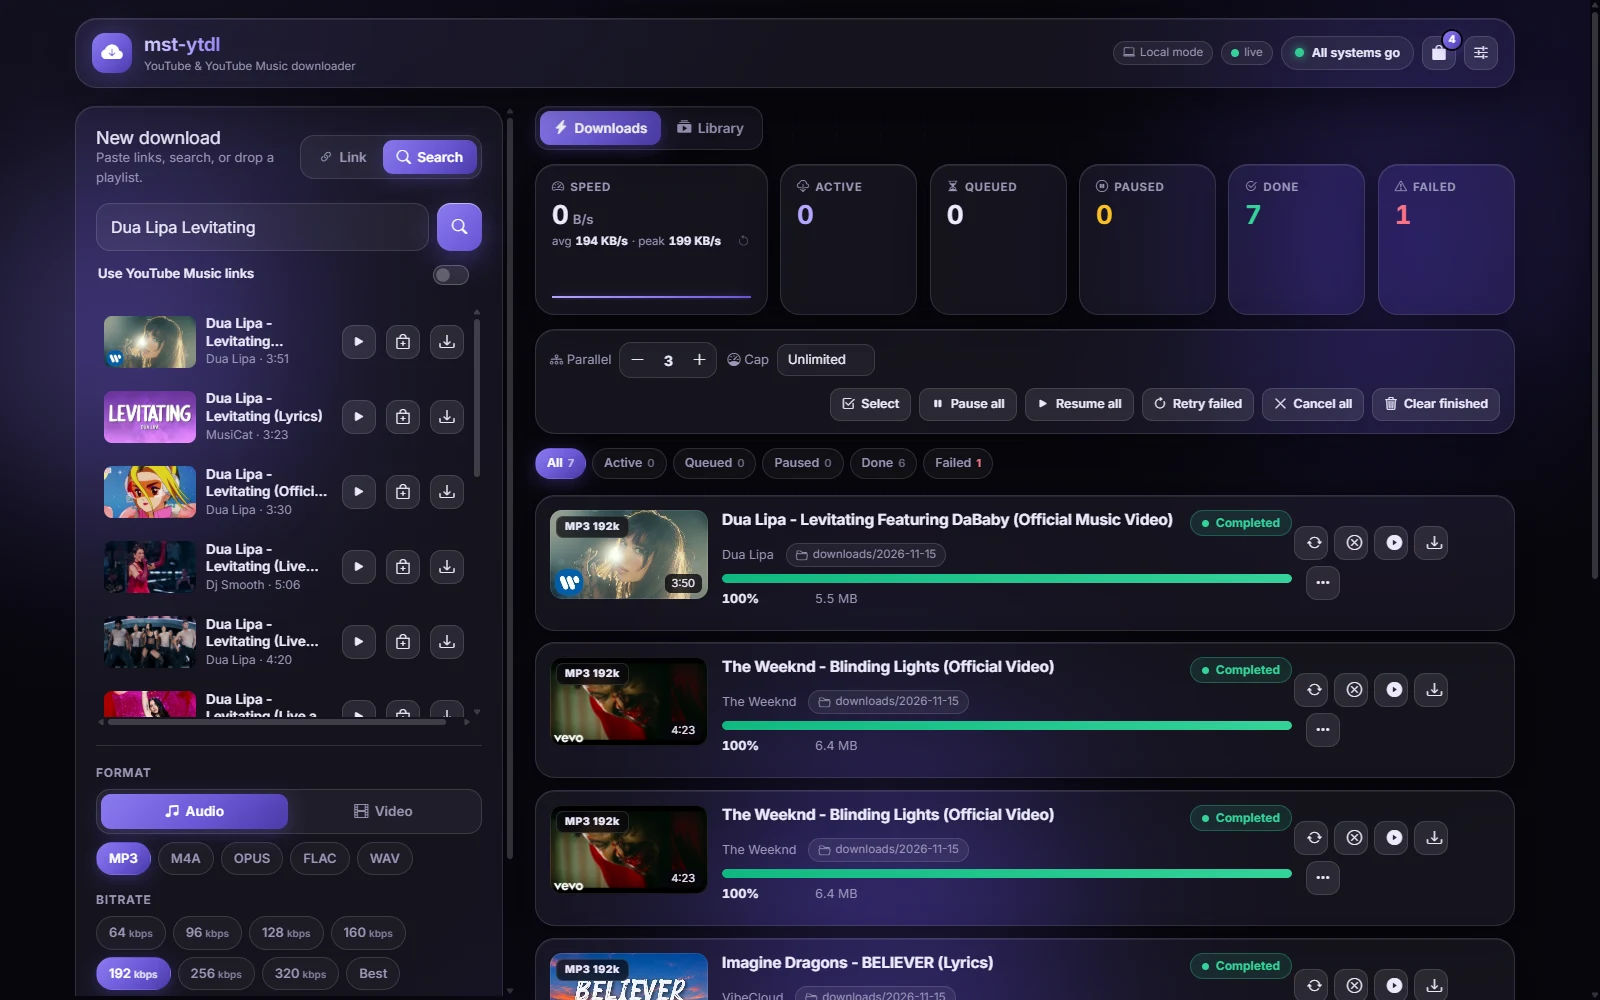 mst-ytdl
YouTube & YouTube Music downloader
Local mode
live
All systems go
4
New download
Paste links, search, or drop a
playlist.
Link
Search
Dua Lipa Levitating
Use YouTube Music links
Dua Lipa -
Levitating...
Dua Lipa · 3:51
LEVITATING
DUA LIPA
Dua Lipa -
Levitating (Lyrics)
MusiCat · 3:23
Dua Lipa -
Levitating (Offici...
Dua Lipa · 3:30
Dua Lipa -
Levitating (Live...
Dj Smooth · 5:06
Dua Lipa -
Levitating (Live...
Dua Lipa · 4:20
Dua Lipa -
Levitating (Live a
FORMAT
Audio
Video
MP3
M4A
OPUS
FLAC
WAV
BITRATE
64 kbps
96 kbps
128 kbps
160 kbps
192 kbps
256 kbps
320 kbps
Best
Downloads
Library
SPEED
0 B/s
avg 194 KB/s · peak 199 KB/s
ACTIVE
0
QUEUED
0
PAUSED
0
DONE
7
FAILED
1
Parallel
3
Cap
Unlimited
Select
Pause all
Resume all
Retry failed
Cancel all
Clear finished
All 7
Active 0
Queued 0
Paused 0
Done 6
Failed 1
MP3 192k
3:50
Dua Lipa - Levitating Featuring DaBaby (Official Music Video)
Completed
Dua Lipa
downloads/2026-11-15
100%
5.5 MB
MP3 192k
vevo
4:23
The Weeknd - Blinding Lights (Official Video)
Completed
The Weeknd
downloads/2026-11-15
100%
6.4 MB
MP3 192k
vevo
4:23
The Weeknd - Blinding Lights (Official Video)
Completed
The Weeknd
downloads/2026-11-15
100%
6.4 MB
MP3 192k
BELIEVER
Imagine Dragons - BELIEVER (Lyrics)
Completed
VibeCloud
downloads/2026-11-15